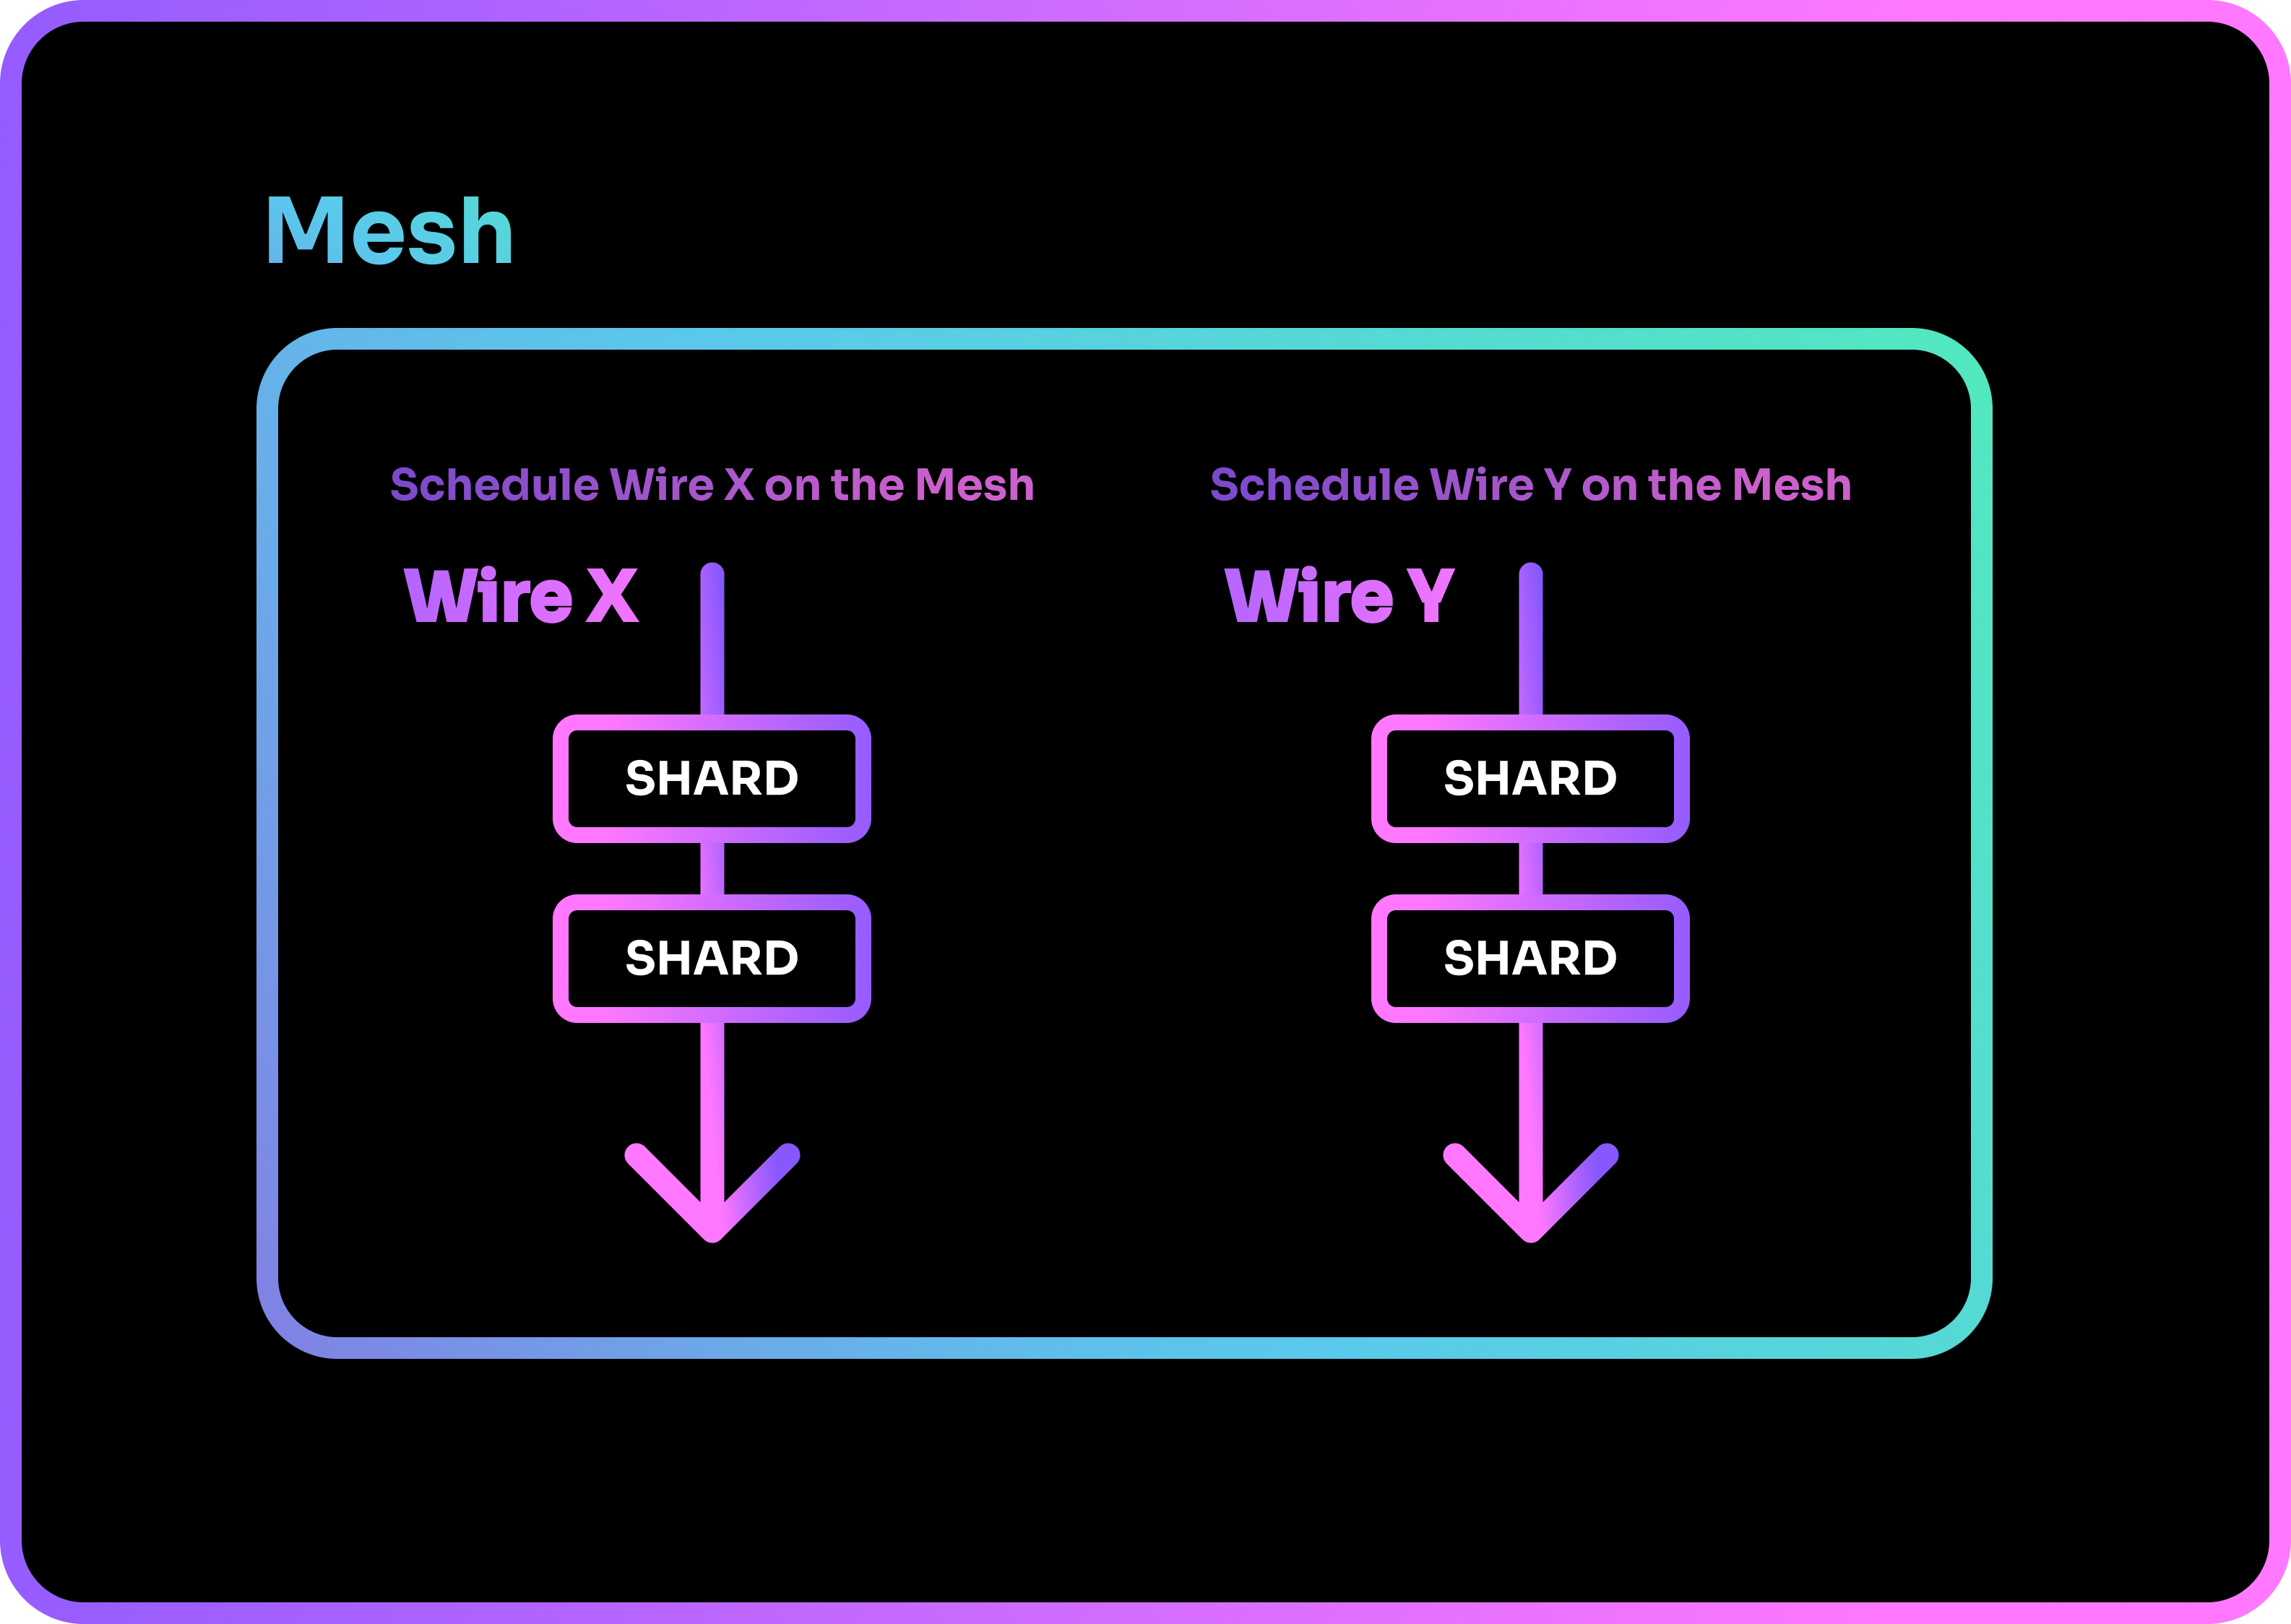 Mesh
Schedule Wire X on the Mesh
Wire X
SHARD
SHARD
Schedule Wire Y on the Mesh
Wire Y
SHARD
SHARD